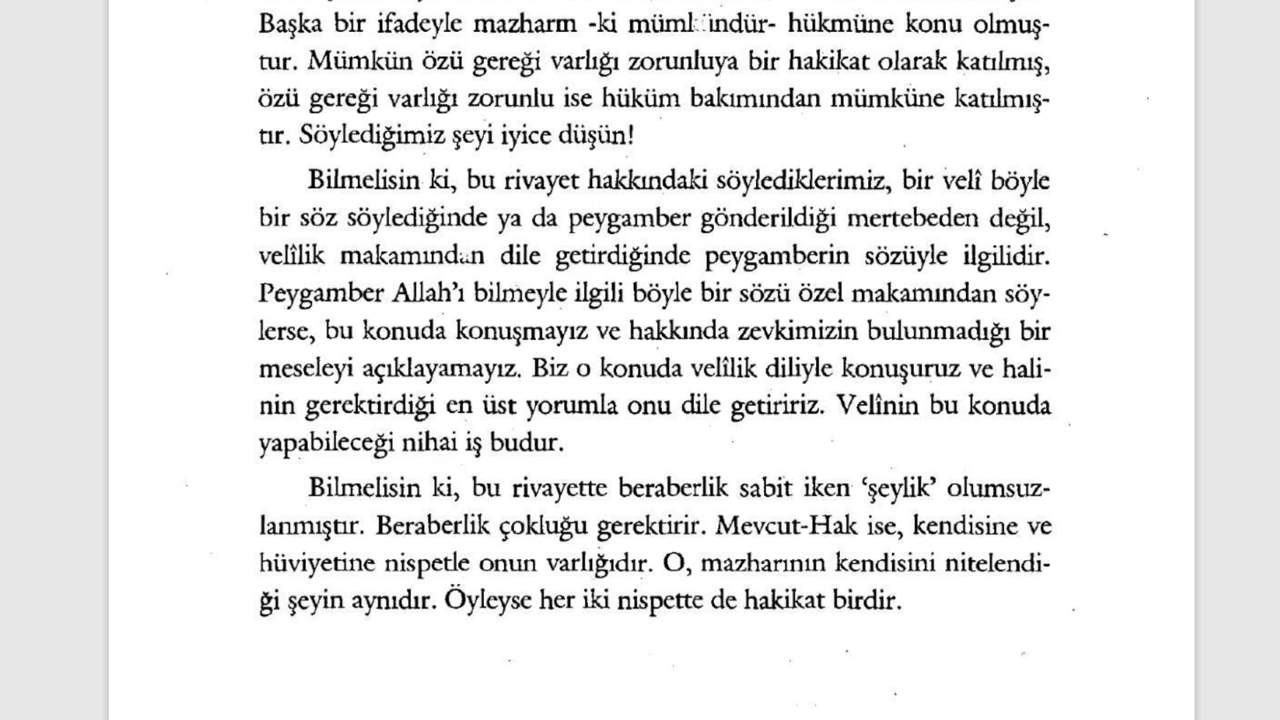 Başka bir ifadeyle mazharm -ki mümkündür- hükmüne konu olmuş-
tur. Mümkün özü gereği varlığı zorunluya bir hakikat olarak katılmış,
özü gereği varlığı zorunlu ise hüküm bakımından mümküne katılmış-
tır. Söylediğimiz şeyi iyice düşün!
Bilmelisin ki, bu rivayet hakkındaki söylediklerimiz, bir velî böyle
bir söz söylediğinde ya da peygamber gönderildiği mertebeden değil,
velîlik makamından dile getirdiğinde peygamberin sözüyle ilgilidir.
Peygamber Allah'ı bilmeyle ilgili böyle bir sözü özel makamından söy-
lerse, bu konuda konuşmayız ve hakkında zevkimizin bulunmadığı bir
meseleyi açıklayamayız. Biz o konuda velîlik diliyle konuşuruz ve hali-
nin gerektirdiği en üst yorumla onu dile getiririz. Velînin bu konuda
yapabileceği nihai iş budur.
Bilmelisin ki, bu rivayette beraberlik sabit iken ‘şeylik’ olumsuz-
lanmıştır. Beraberlik çokluğu gerektirir. Mevcut-Hak ise, kendisine ve
hüviyetine nispetle onun varlığıdır. O, mazharının kendisini nitelendi-
ği şeyin aynıdır. Öyleyse her iki nispette de hakikat birdir.